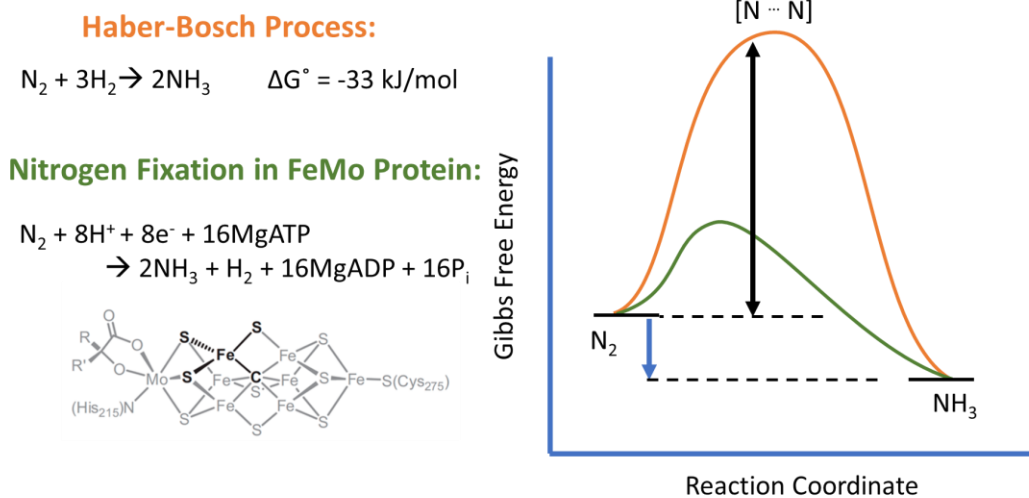 Haber-Bosch Process:
N₂ + 3H₂→ 2NH₃ ΔG° = -33 kJ/mol
Nitrogen Fixation in FeMo Protein:
N₂ + 8H⁺ + 8e⁻ + 16MgATP
→ 2NH₃ + H₂ + 16MgADP + 16Pᵢ
O
R
R'
O
O
Mo
(His₂₁₅)N
S
S
S
S
Fe
Fe
Fe
C
S
Fe
Fe
Fe
S
S
S
S
Fe
S(Cys₂₇₅)
[N ··· N]
Gibbs Free Energy
N₂
NH₃
Reaction Coordinate